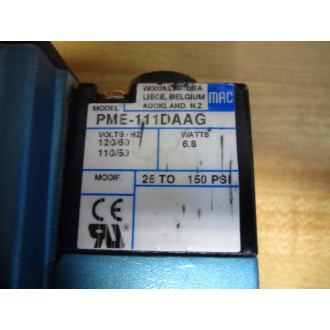 WIXOM, MI USA
LIEGE, BELGIUM
AUCKLAND, N.Z
MAC
MODEL
PME-111DAAG
VOLTS / HZ WATTS
120/60 6.8
110/50
MODIF. 25 TO 150 PSI
CE